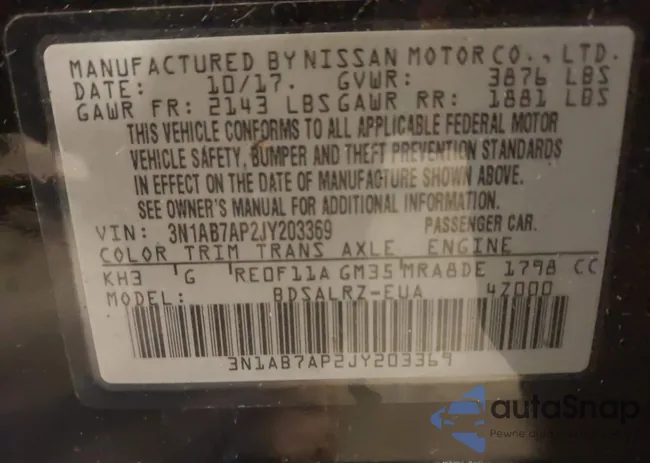 MANUFACTURED BY NISSAN MOTOR CO., LTD.
DATE: 10/17. GVWR: 3876 LBS
GAWR FR: 2143 LBS GAWR RR: 1881 LBS
THIS VEHICLE CONFORMS TO ALL APPLICABLE FEDERAL MOTOR
VEHICLE SAFETY, BUMPER AND THEFT PREVENTION STANDARDS
IN EFFECT ON THE DATE OF MANUFACTURE SHOWN ABOVE.
SEE OWNER'S MANUAL FOR ADDITIONAL INFORMATION.
VIN: 3N1AB7AP2JY203369 PASSENGER CAR.
COLOR TRIM TRANS AXLE ENGINE
KH3 G RE0F11A GM35 MRA8DE 1798 CC
MODEL: BDSALRZ-EUA 4Z000
3N1AB7AP2JY203369
autaSnap